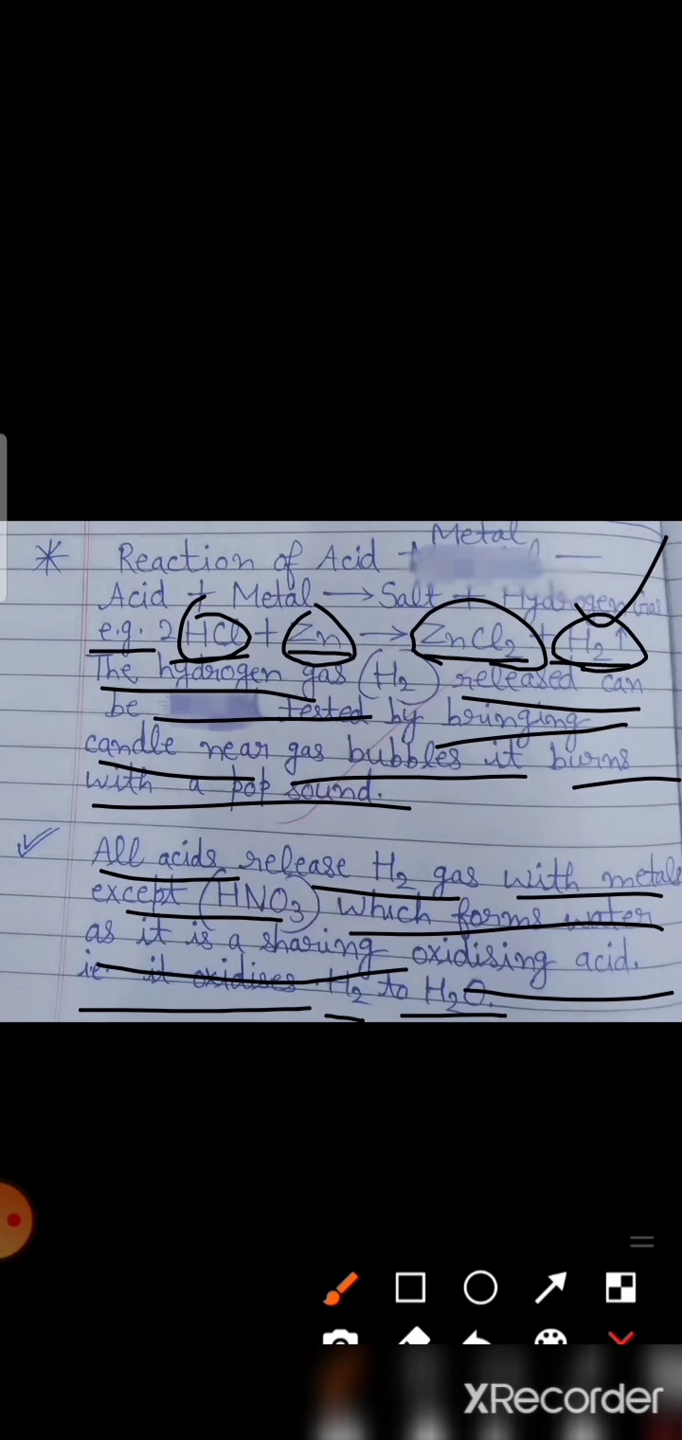 Metal
* Reaction of Acid + —
Acid + Metal → Salt + Hydrogen
e.g. 2HCl + Zn → ZnCl2 + H2↑
The hydrogen gas (H2) released can
be tested by bringing
candle near gas bubbles it burns
with a pop sound.
✓ All acids release H2 gas with metals
except (HNO3) which forms water
as it is a sharing oxidising acid.
ie. it oxidises H2 to H2O.
XRecorder